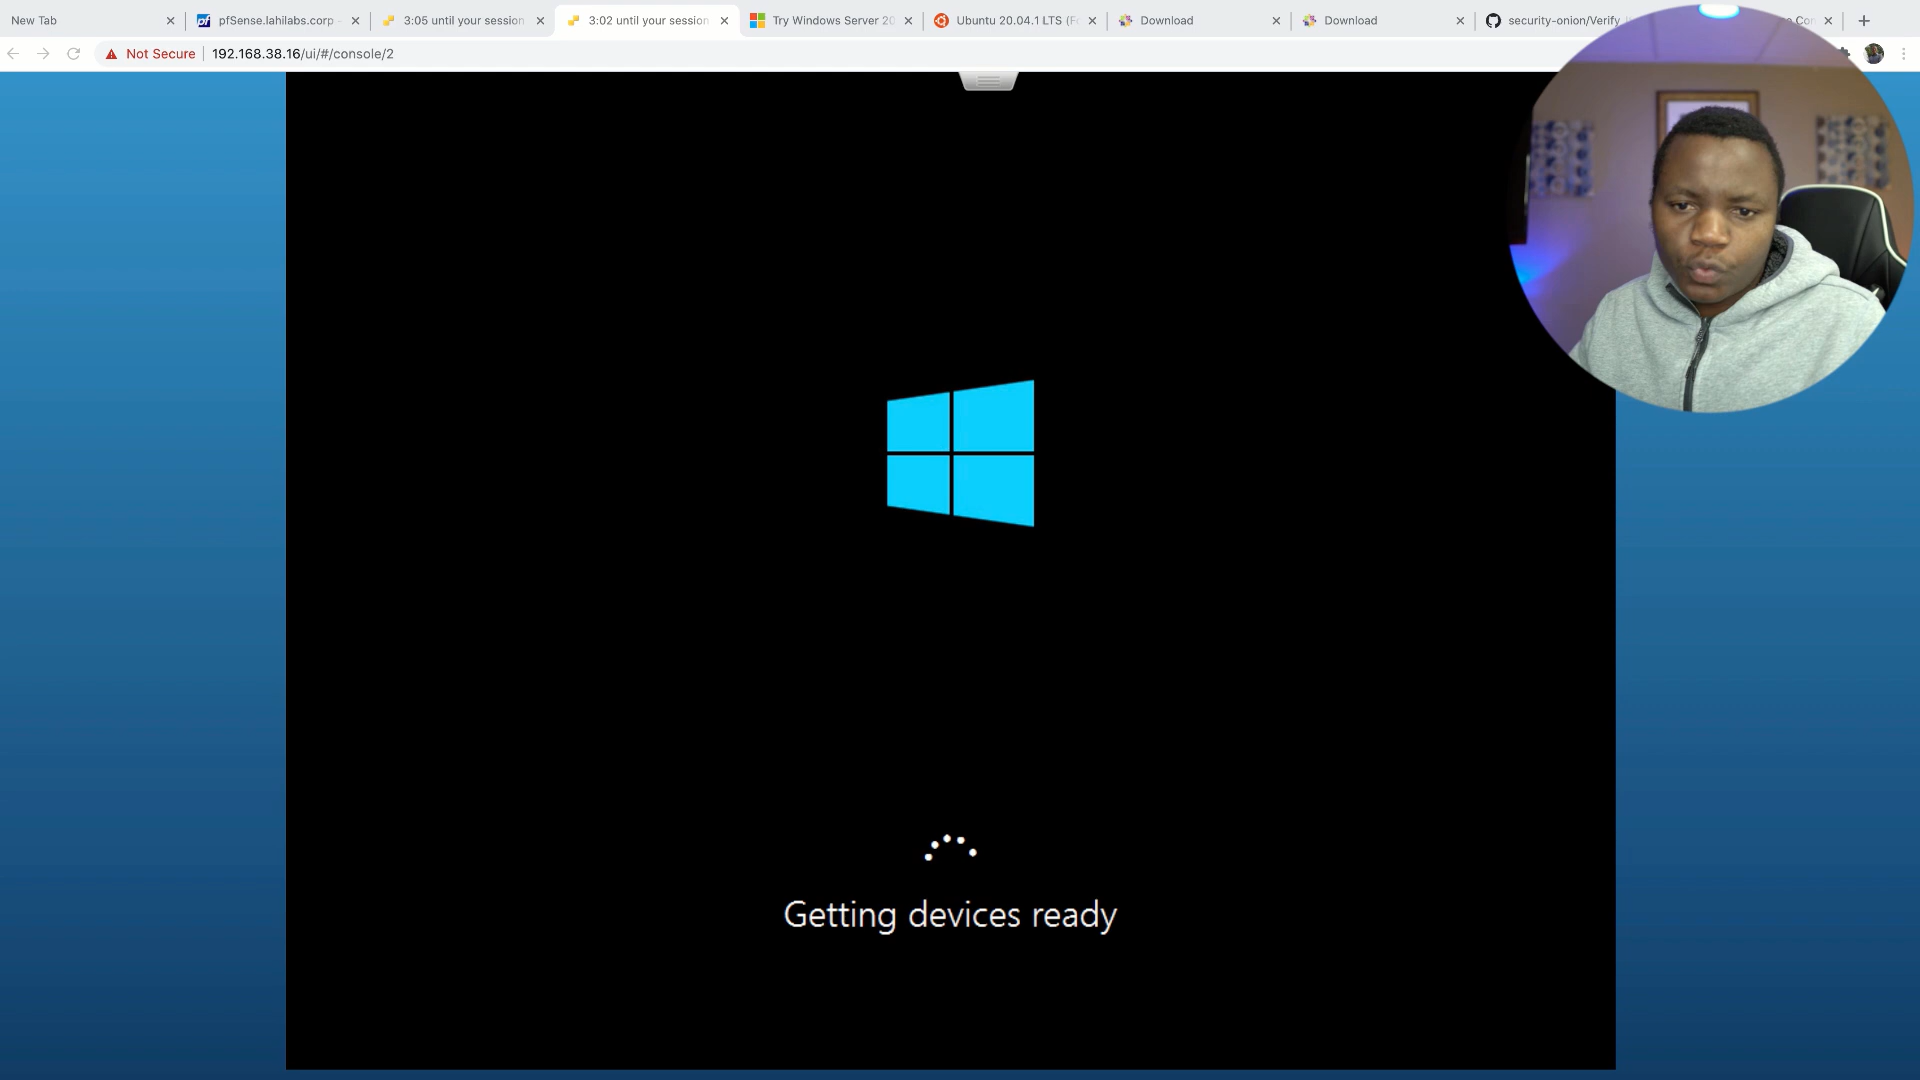 New Tab
pfSense.lahilabs.corp -
3:05 until your session
3:02 until your session
Try Windows Server 20
Ubuntu 20.04.1 LTS (F
Download
Download
security-onion/Verify
Not Secure
192.168.38.16/ui/#/console/2
Getting devices ready